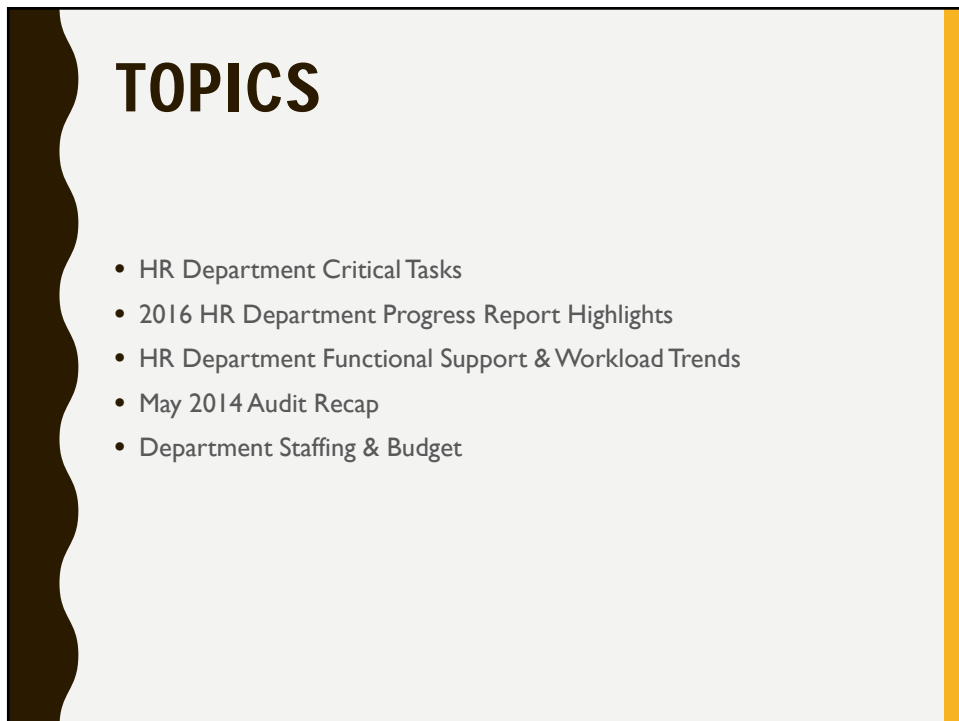 TOPICS
• HR Department Critical Tasks
• 2016 HR Department Progress Report Highlights
• HR Department Functional Support & Workload Trends
• May 2014 Audit Recap
• Department Staffing & Budget